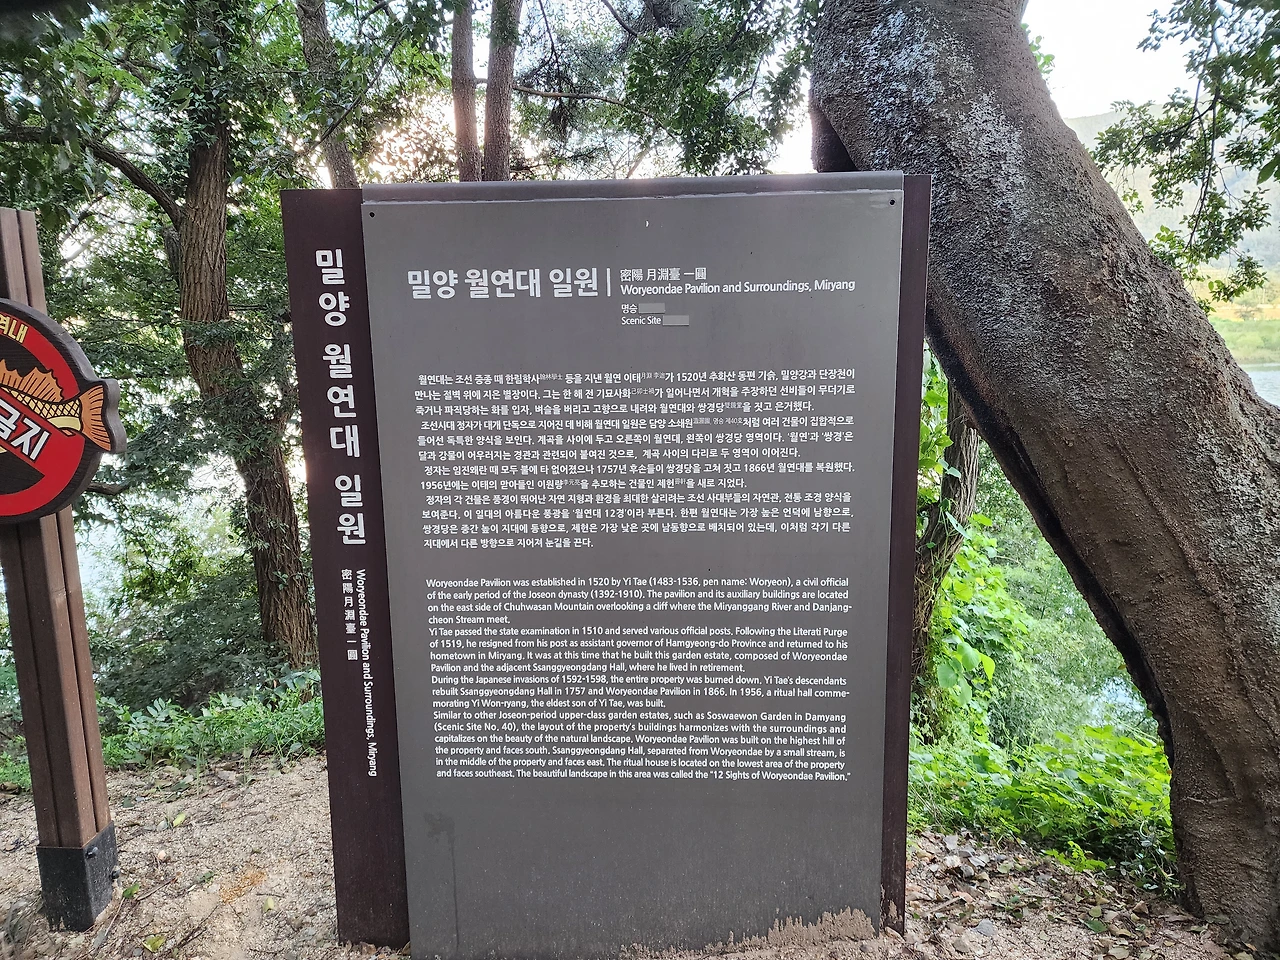 역내
금지
밀양 월연대 일원
密陽 月淵臺 一圓
Woryeondae Pavilion and Surroundings, Miryang
밀양 월연대 일원
密陽 月淵臺 一圓
Woryeondae Pavilion and Surroundings, Miryang
명승
Scenic Site
월연대는 조선 중종 때 한림학사翰林學士 등을 지낸 월연 이태月淵 李迨가 1520년 추화산 동편 기슭, 밀양강과 단장천이
만나는 절벽 위에 지은 별장이다. 그는 한 해 전 기묘사화己卯士禍가 일어나면서 개혁을 주장하던 선비들이 무더기로
죽거나 파직당하는 화를 입자, 벼슬을 버리고 고향으로 내려와 월연대와 쌍경당雙鏡堂을 짓고 은거했다.
조선시대 정자가 대개 단독으로 지어진 데 비해 월연대 일원은 담양 소쇄원瀟灑園, 명승 제40호처럼 여러 건물이 집합적으로
들어선 독특한 양식을 보인다. 계곡을 사이에 두고 오른쪽이 월연대, 왼쪽이 쌍경당 영역이다. '월연'과 '쌍경'은
달과 강물이 어우러지는 경관과 관련되어 붙여진 것으로, 계곡 사이의 다리로 두 영역이 이어진다.
정자는 임진왜란 때 모두 불에 타 없어졌으나 1757년 후손들이 쌍경당을 고쳐 짓고 1866년 월연대를 복원했다.
1956년에는 이태의 맏아들인 이원량李元亮을 추모하는 건물인 제헌霽軒을 새로 지었다.
정자의 각 건물은 풍경이 뛰어난 자연 지형과 환경을 최대한 살리려는 조선 사대부들의 자연관, 전통 조경 양식을
보여준다. 이 일대의 아름다운 풍광을 '월연대 12경'이라 부른다. 한편 월연대는 가장 높은 언덕에 남향으로,
쌍경당은 중간 높이 지대에 동향으로, 제헌은 가장 낮은 곳에 남동향으로 배치되어 있는데, 이처럼 각기 다른
지대에서 다른 방향으로 지어져 눈길을 끈다.
Woryeondae Pavilion was established in 1520 by Yi Tae (1483-1536, pen name: Woryeon), a civil official
of the early period of the Joseon dynasty (1392-1910). The pavilion and its auxiliary buildings are located
on the east side of Chuhwasan Mountain overlooking a cliff where the Miryanggang River and Danjang-
cheon Stream meet.
Yi Tae passed the state examination in 1510 and served various official posts. Following the Literati Purge
of 1519, he resigned from his post as assistant governor of Hamgyeong-do Province and returned to his
hometown in Miryang. It was at this time that he built this garden estate, composed of Woryeondae
Pavilion and the adjacent Ssanggyeongdang Hall, where he lived in retirement.
During the Japanese invasions of 1592-1598, the entire property was burned down. Yi Tae's descendants
rebuilt Ssanggyeongdang Hall in 1757 and Woryeondae Pavilion in 1866. In 1956, a ritual hall comme-
morating Yi Won-ryang, the eldest son of Yi Tae, was built.
Similar to other Joseon-period upper-class garden estates, such as Soswaewon Garden in Damyang
(Scenic Site No. 40), the layout of the property's buildings harmonizes with the surroundings and
capitalizes on the beauty of the natural landscape. Woryeondae Pavilion was built on the highest hill of
the property and faces south. Ssanggyeongdang Hall, separated from Woryeondae by a small stream, is
in the middle of the property and faces east. The ritual house is located on the lowest area of the property
and faces southeast. The beautiful landscape in this area was called the "12 Sights of Woryeondae Pavilion."